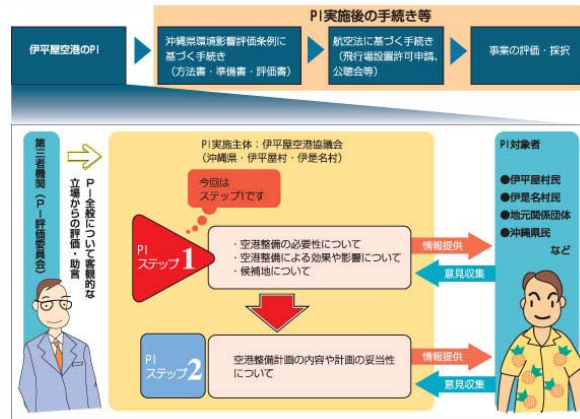 PI実施後の手続き等
伊平屋空港のPI
沖縄県環境影響評価条例に
基づく手続き
（方法書・準備書・評価書）
航空法に基づく手続き
（飛行場設置許可申請、
公聴会等）
事業の評価・採択
第三者機関（PI評価委員会）
PI全般について客観的な
立場からの評価・助言
PI実施主体：伊平屋空港協議会
（沖縄県・伊平屋村・伊是名村）
今回は
ステップ1です
PI
ステップ1
・空港整備の必要性について
・空港整備による効果や影響について
・候補地について
情報提供
意見収集
PI
ステップ2
空港整備計画の内容や計画の妥当性
について
情報提供
意見収集
PI対象者
●伊平屋村民
●伊是名村民
●地元関係団体
●沖縄県民
など